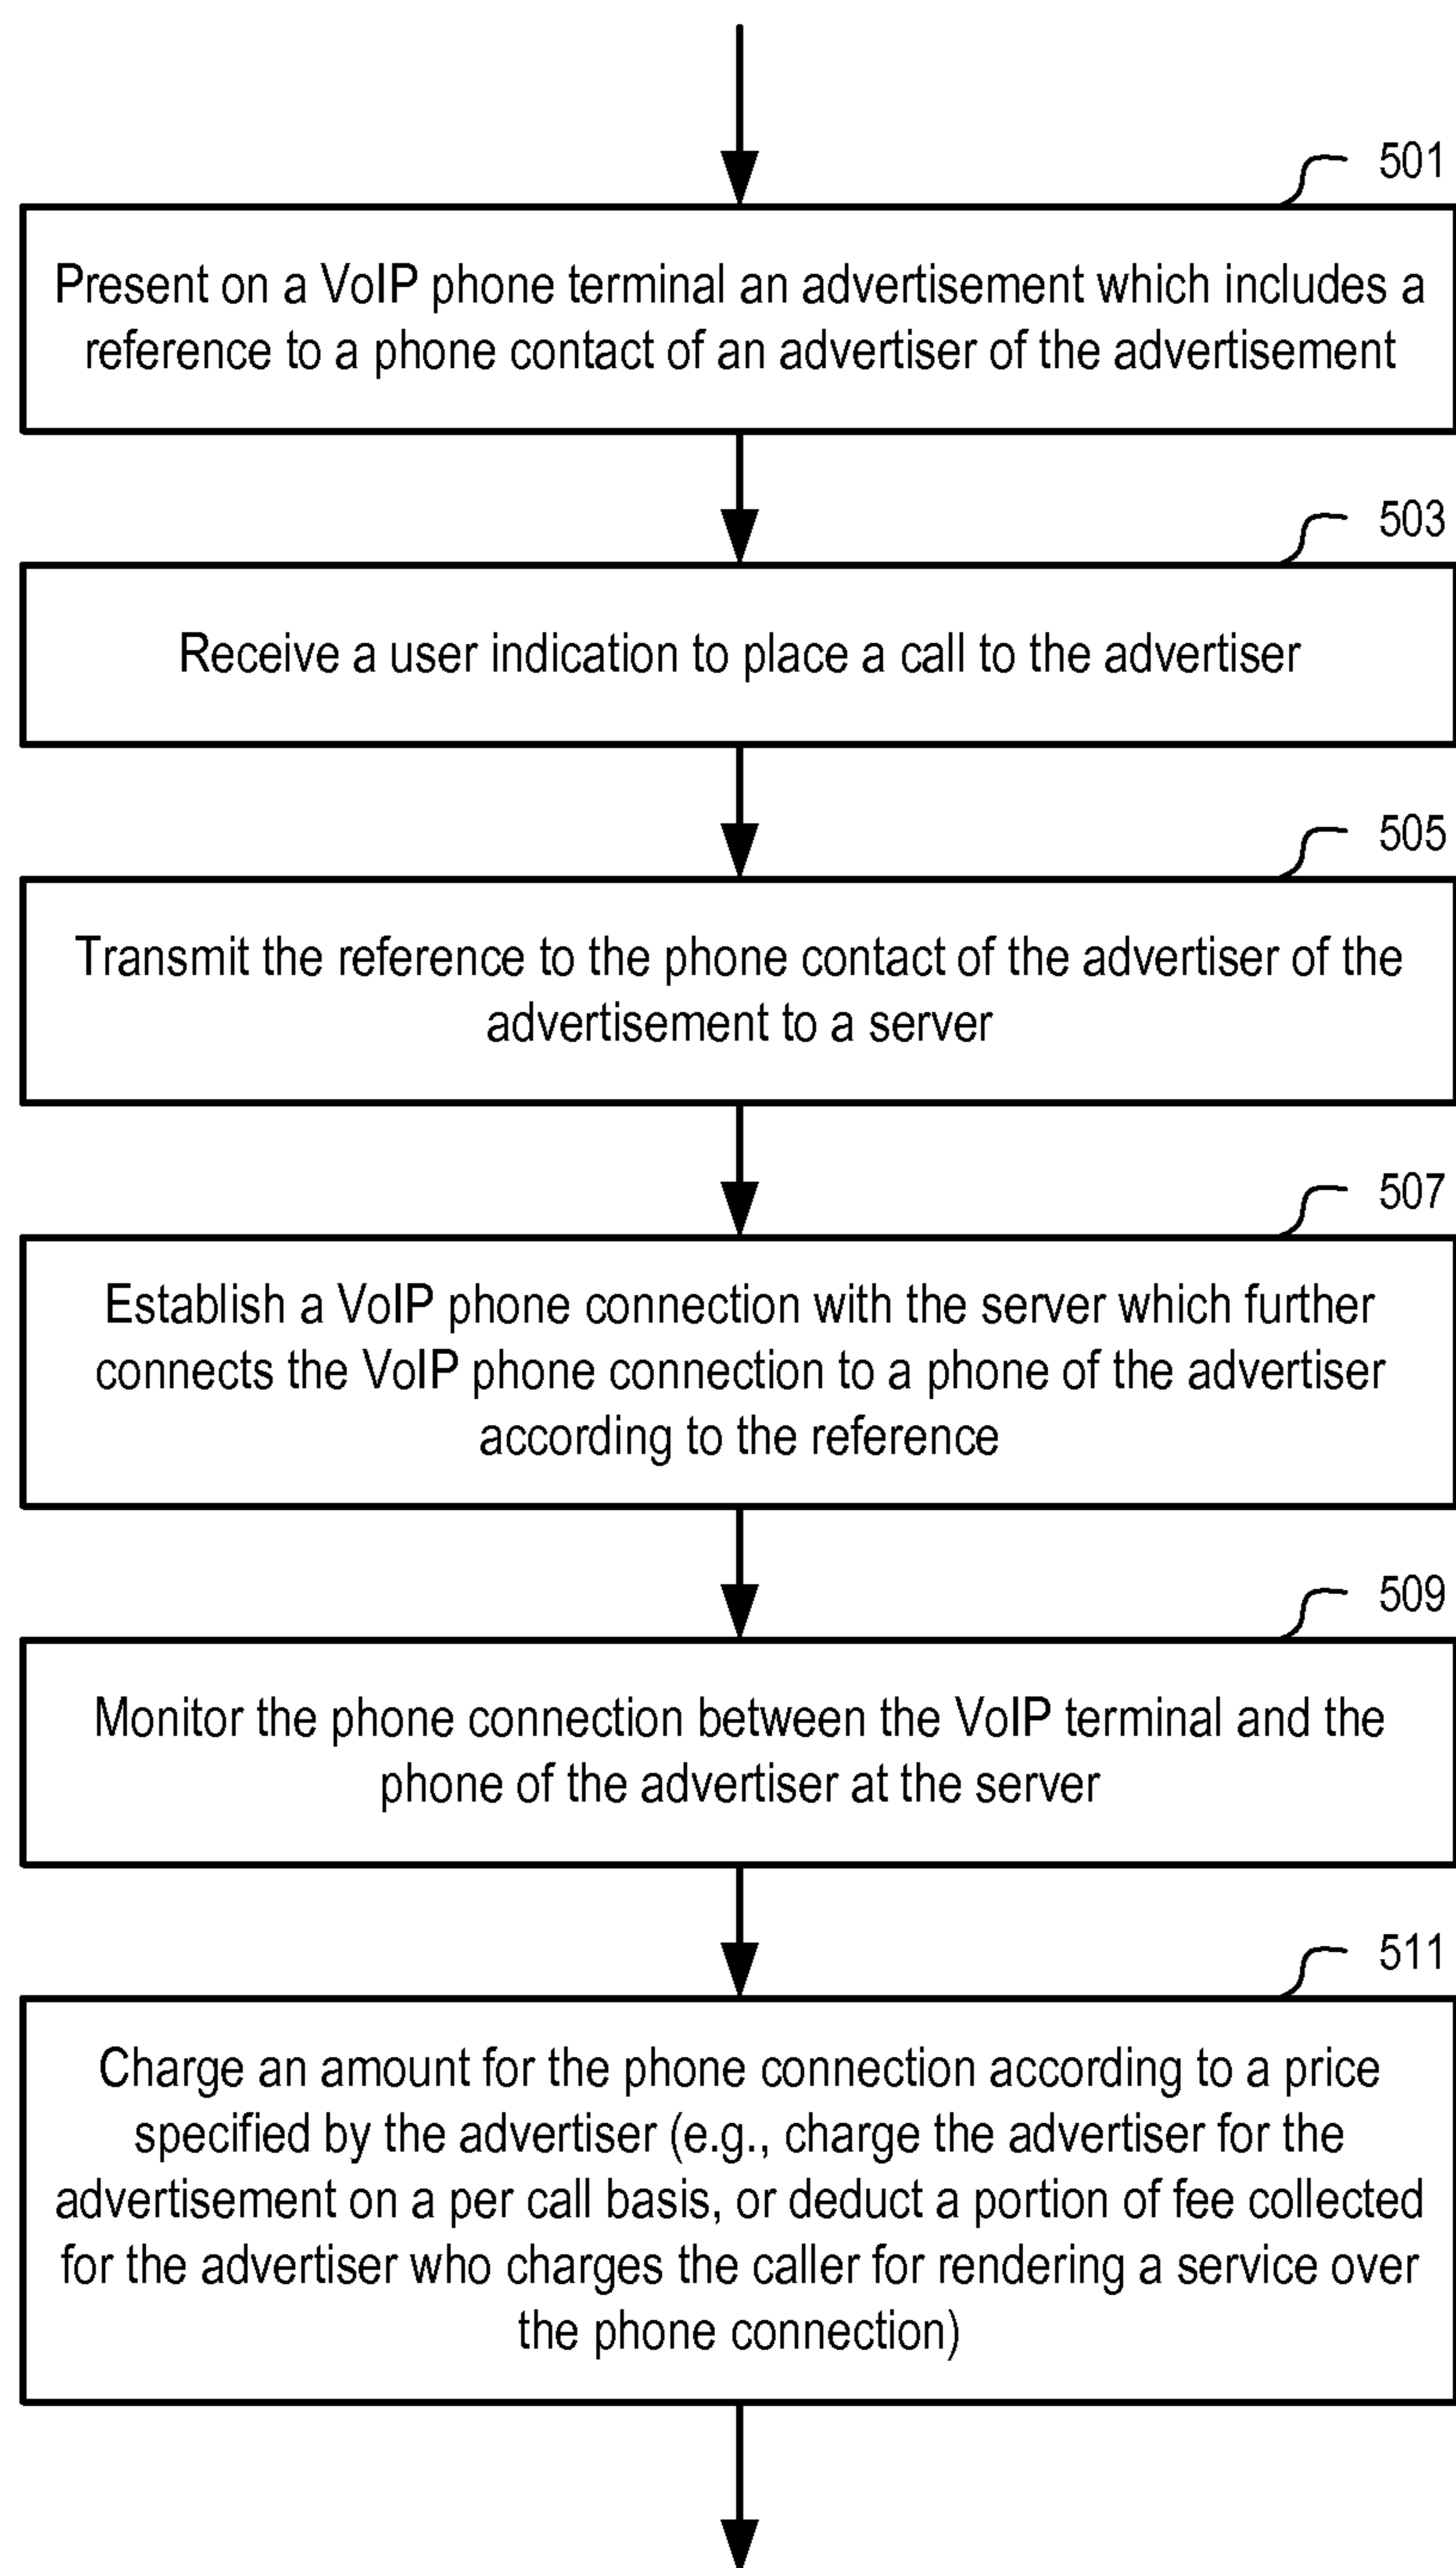 501
Present on a VoIP phone terminal an advertisement which includes a
reference to a phone contact of an advertiser of the advertisement
503
Receive a user indication to place a call to the advertiser
505
Transmit the reference to the phone contact of the advertiser of the
advertisement to a server
507
Establish a VoIP phone connection with the server which further
connects the VoIP phone connection to a phone of the advertiser
according to the reference
509
Monitor the phone connection between the VoIP terminal and the
phone of the advertiser at the server
511
Charge an amount for the phone connection according to a price
specified by the advertiser (e.g., charge the advertiser for the
advertisement on a per call basis, or deduct a portion of fee collected
for the advertiser who charges the caller for rendering a service over
the phone connection)